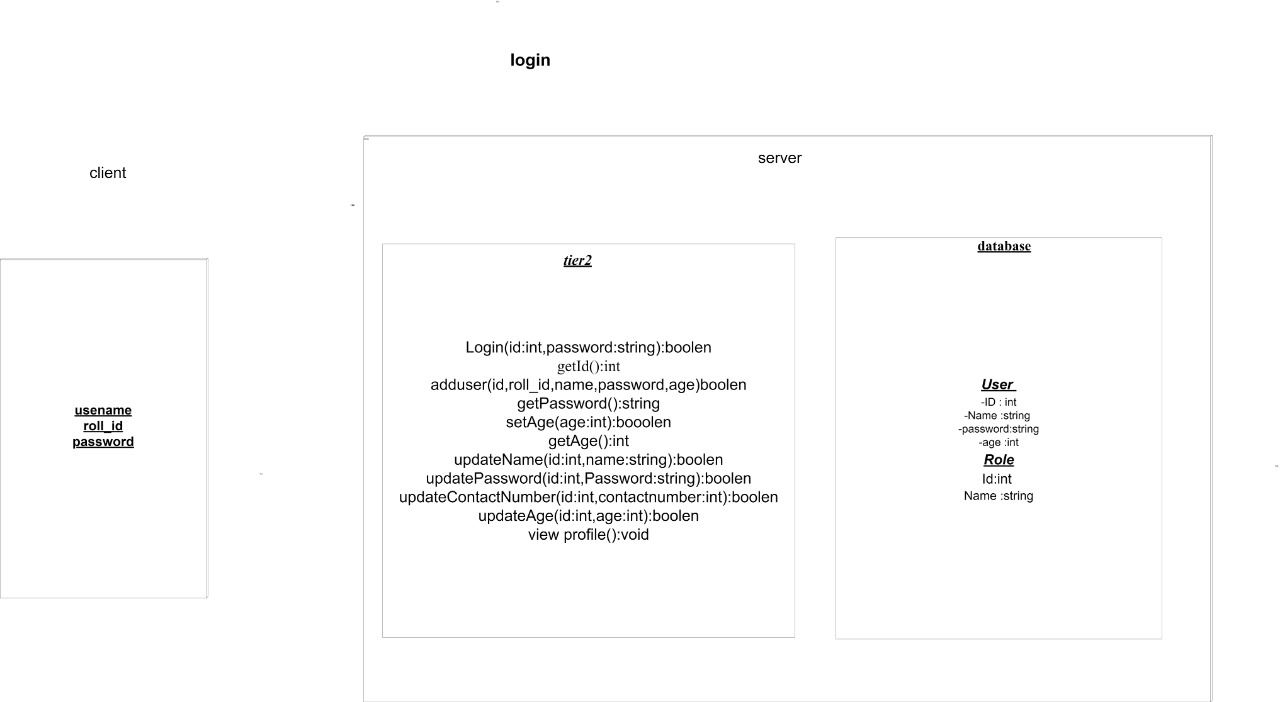 login
client
server
usename
roll_id
password
tier2
Login(id:int,password:string):boolen
getId():int
adduser(id,roll_id,name,password,age)boolen
getPassword():string
setAge(age:int):booolen
getAge():int
updateName(id:int,name:string):boolen
updatePassword(id:int,Password:string):boolen
updateContactNumber(id:int,contactnumber:int):boolen
updateAge(id:int,age:int):boolen
view profile():void
database
User
-ID : int
-Name :string
-password:string
-age :int
Role
Id:int
Name :string